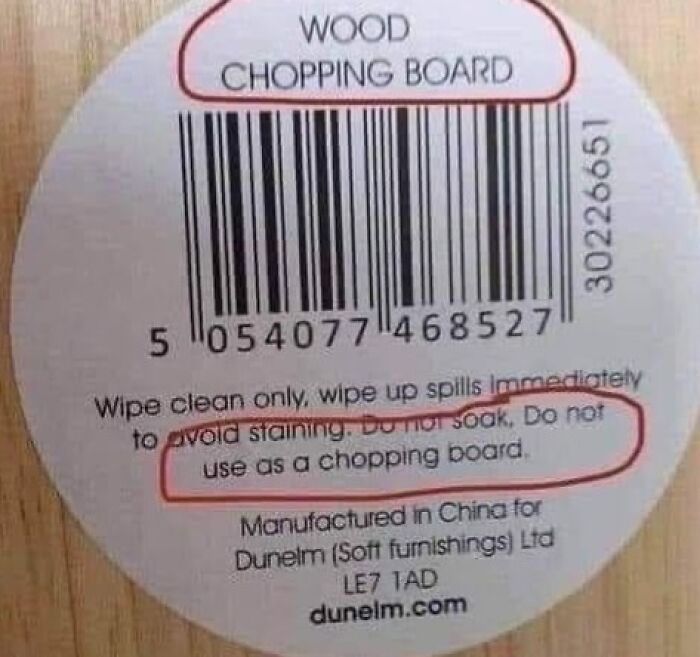 WOOD
CHOPPING BOARD
30226651
5 054077 468527
Wipe clean only, wipe up spills immediately
to avoid staining. Do not soak, Do not
use as a chopping board.
Manufactured in China for
Dunelm (Soft furnishings) Ltd
LE7 1AD
dunelm.com